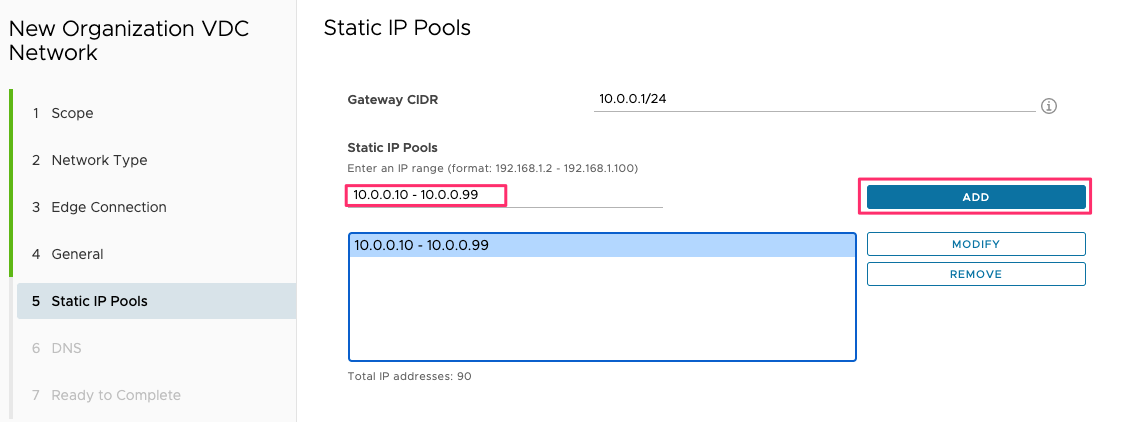 New Organization VDC
Network
1 Scope
2 Network Type
3 Edge Connection
4 General
5 Static IP Pools
6 DNS
7 Ready to Complete
Static IP Pools
Gateway CIDR 10.0.0.1/24
Static IP Pools
Enter an IP range (format: 192.168.1.2 - 192.168.1.100)
10.0.0.10 - 10.0.0.99 ADD
10.0.0.10 - 10.0.0.99 MODIFY
REMOVE
Total IP addresses: 90